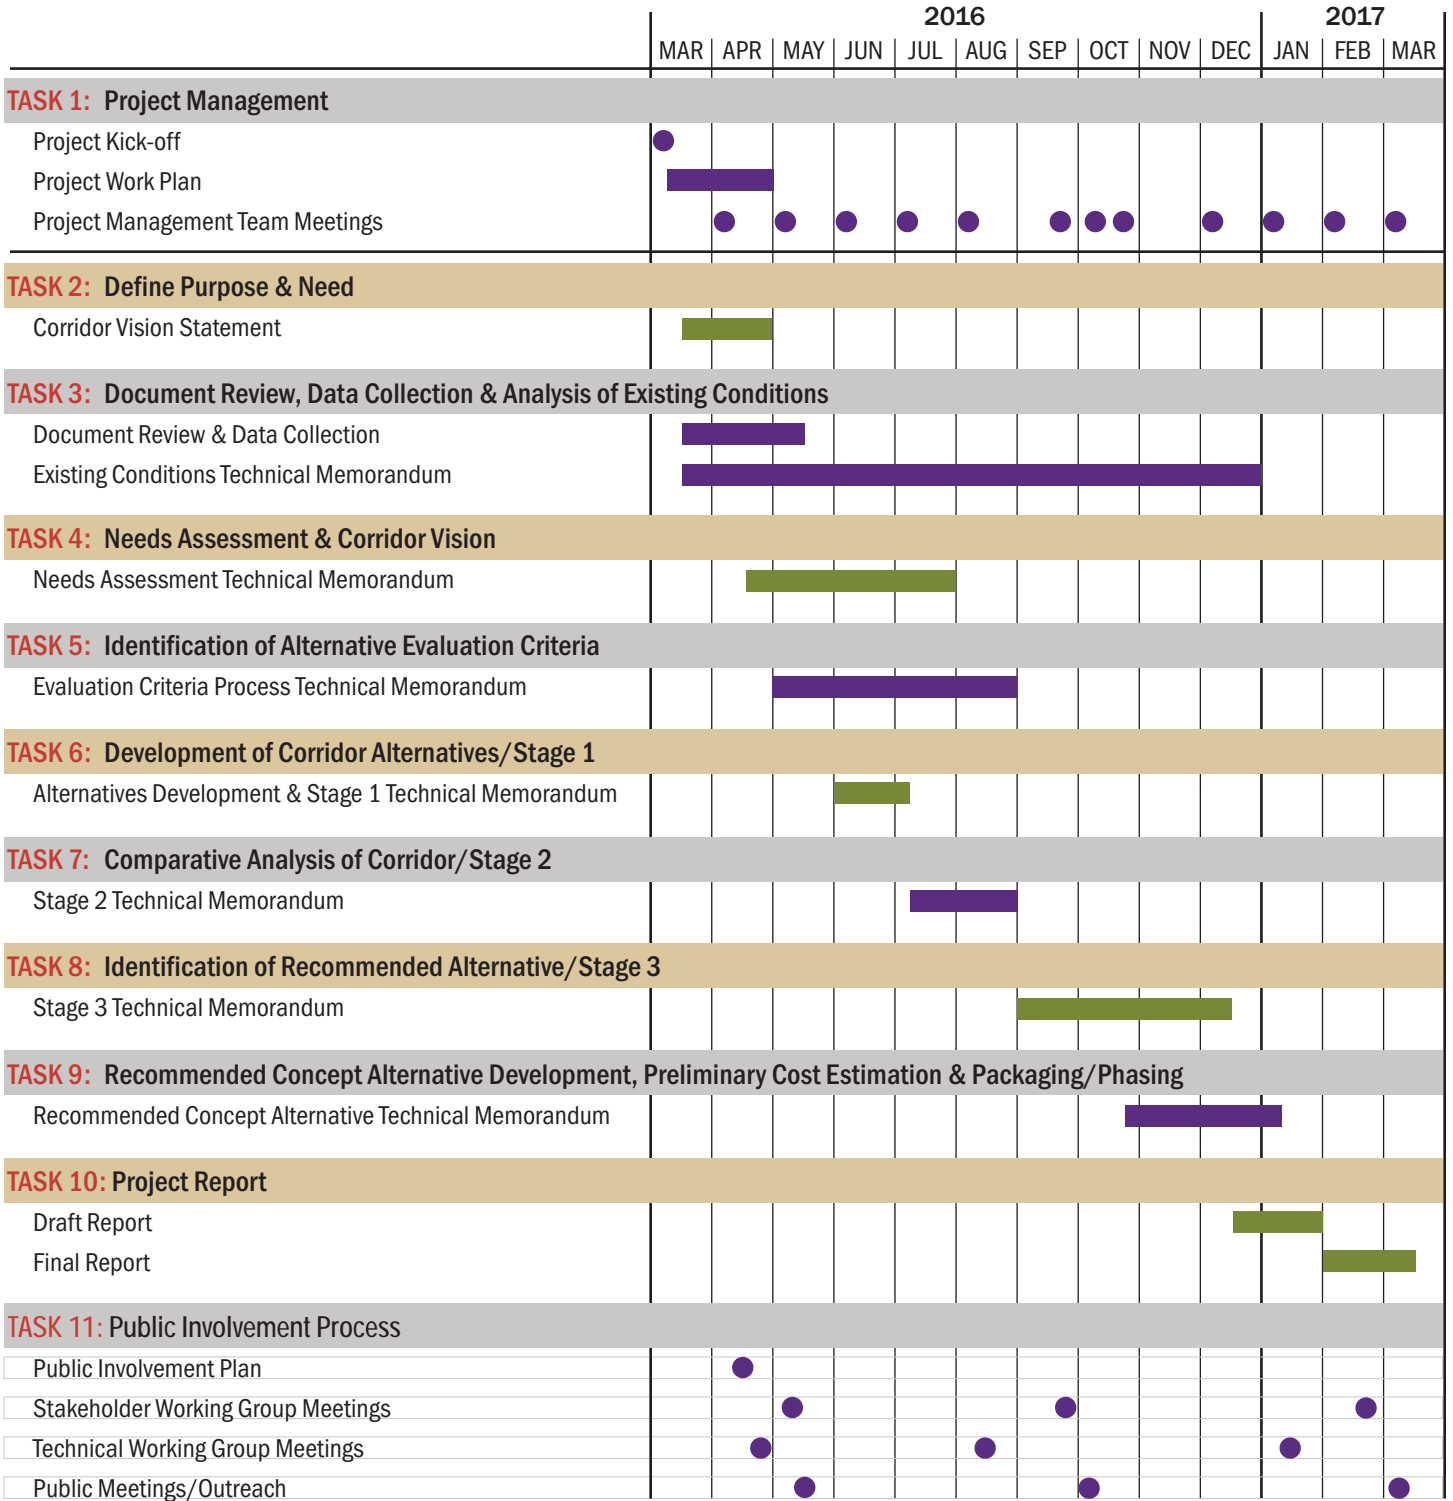 2016 2017
MAR APR MAY JUN JUL AUG SEP OCT NOV DEC JAN FEB MAR
TASK 1: Project Management
Project Kick-off
Project Work Plan
Project Management Team Meetings
TASK 2: Define Purpose & Need
Corridor Vision Statement
TASK 3: Document Review, Data Collection & Analysis of Existing Conditions
Document Review & Data Collection
Existing Conditions Technical Memorandum
TASK 4: Needs Assessment & Corridor Vision
Needs Assessment Technical Memorandum
TASK 5: Identification of Alternative Evaluation Criteria
Evaluation Criteria Process Technical Memorandum
TASK 6: Development of Corridor Alternatives/Stage 1
Alternatives Development & Stage 1 Technical Memorandum
TASK 7: Comparative Analysis of Corridor/Stage 2
Stage 2 Technical Memorandum
TASK 8: Identification of Recommended Alternative/Stage 3
Stage 3 Technical Memorandum
TASK 9: Recommended Concept Alternative Development, Preliminary Cost Estimation & Packaging/Phasing
Recommended Concept Alternative Technical Memorandum
TASK 10: Project Report
Draft Report
Final Report
TASK 11: Public Involvement Process
Public Involvement Plan
Stakeholder Working Group Meetings
Technical Working Group Meetings
Public Meetings/Outreach